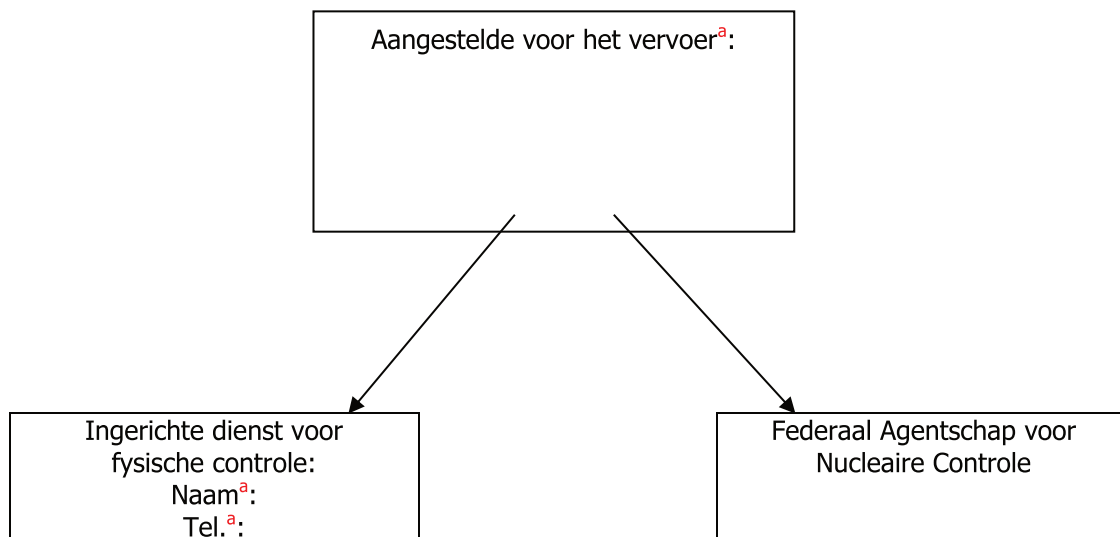 Aangestelde voor het vervoerᵃ:
Ingerichte dienst voor
fysische controle:
Naamᵃ:
Tel.ᵃ:
Federaal Agentschap voor
Nucleaire Controle